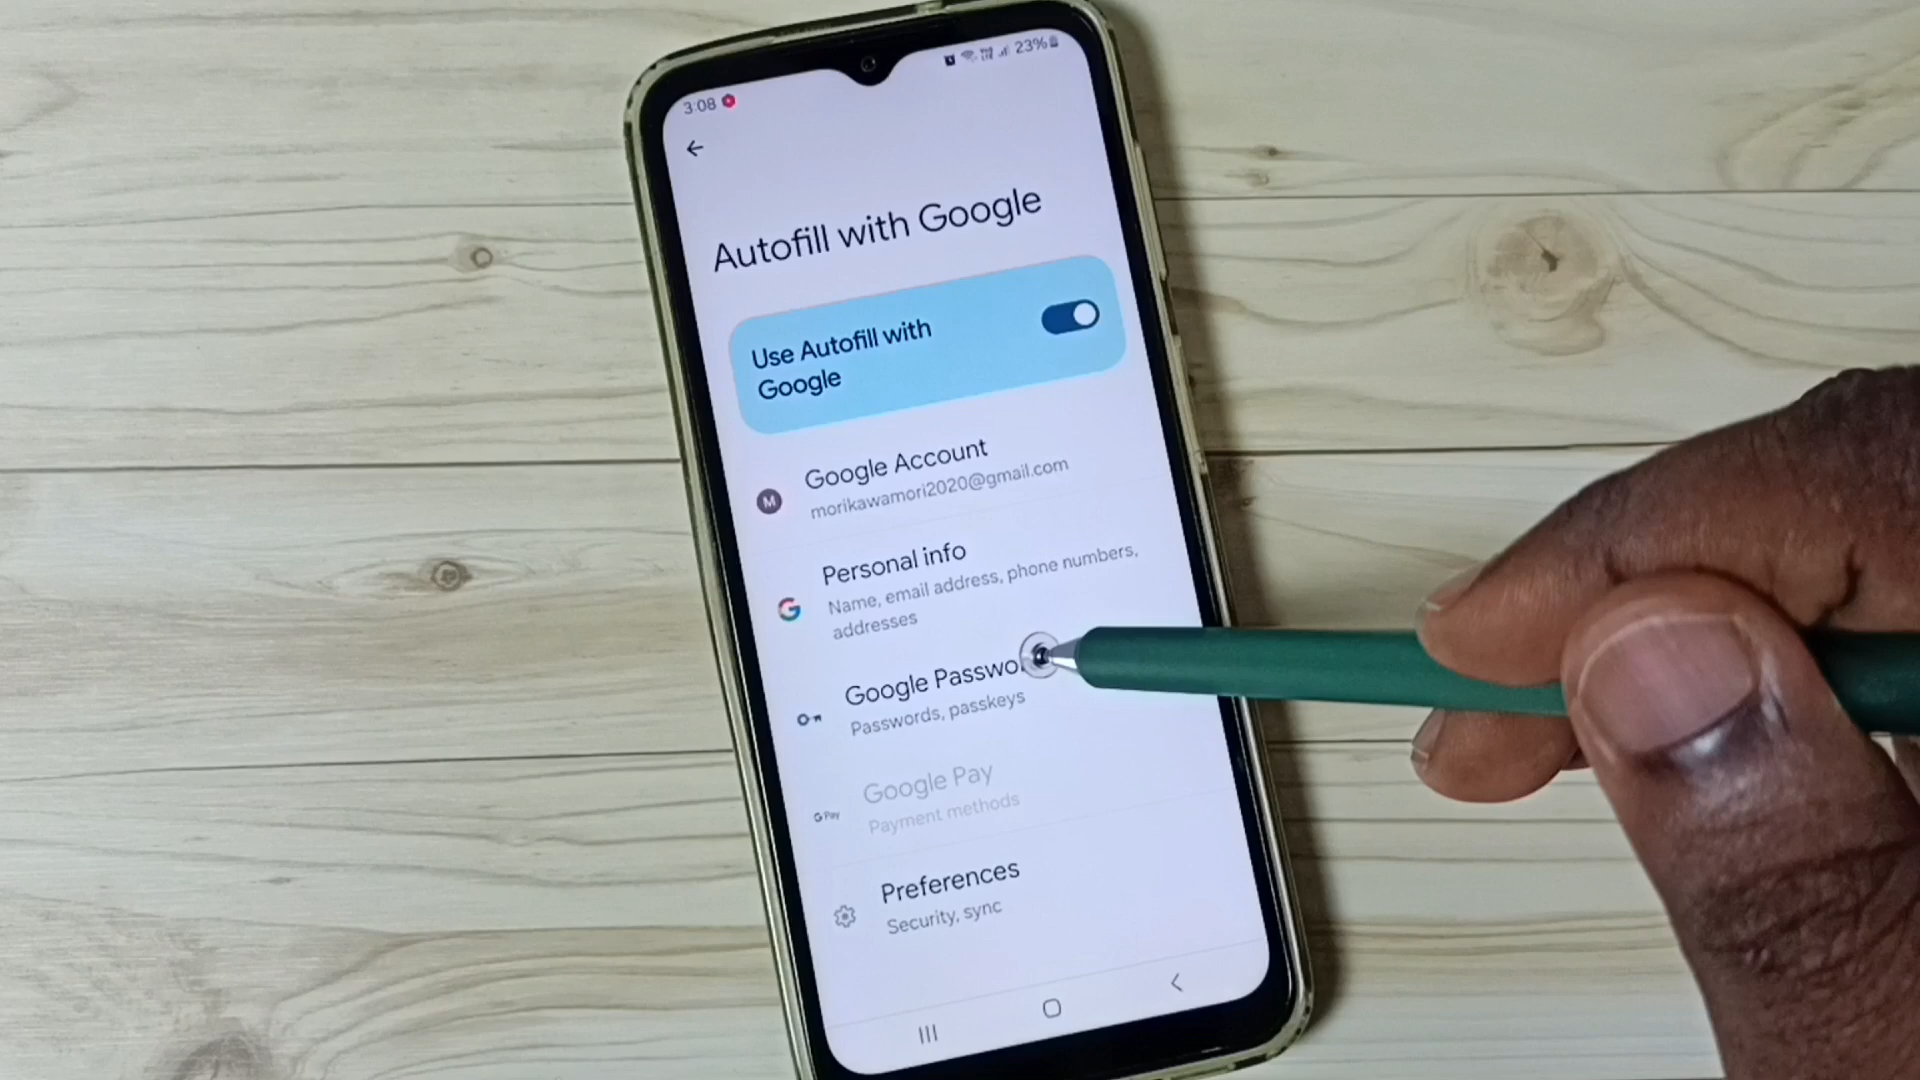 3:08
23%
Autofill with Google
Use Autofill with
Google
M
Google Account
morikawamori2020@gmail.com
Personal info
Name, email address, phone numbers,
addresses
Google
Passwords, passkeys
G Pay
Google Pay
Payment methods
Preferences
Security, sync